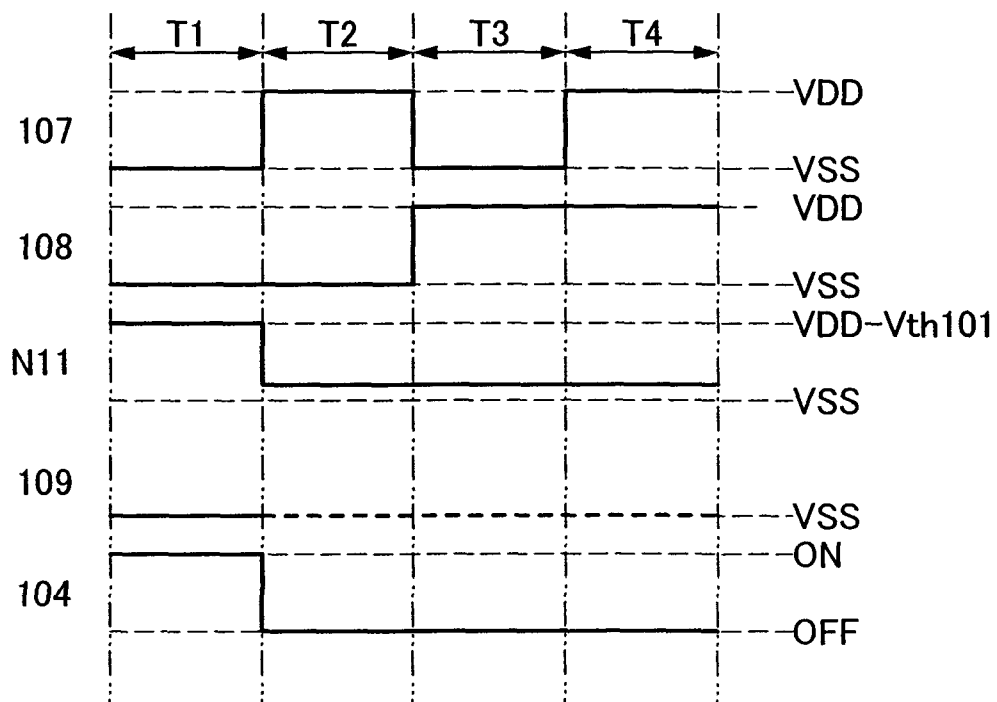 T1 T2 T3 T4
VDD
107
VSS
VDD
108
VSS
VDD-Vth101
N11
VSS
109
VSS
ON
104
OFF